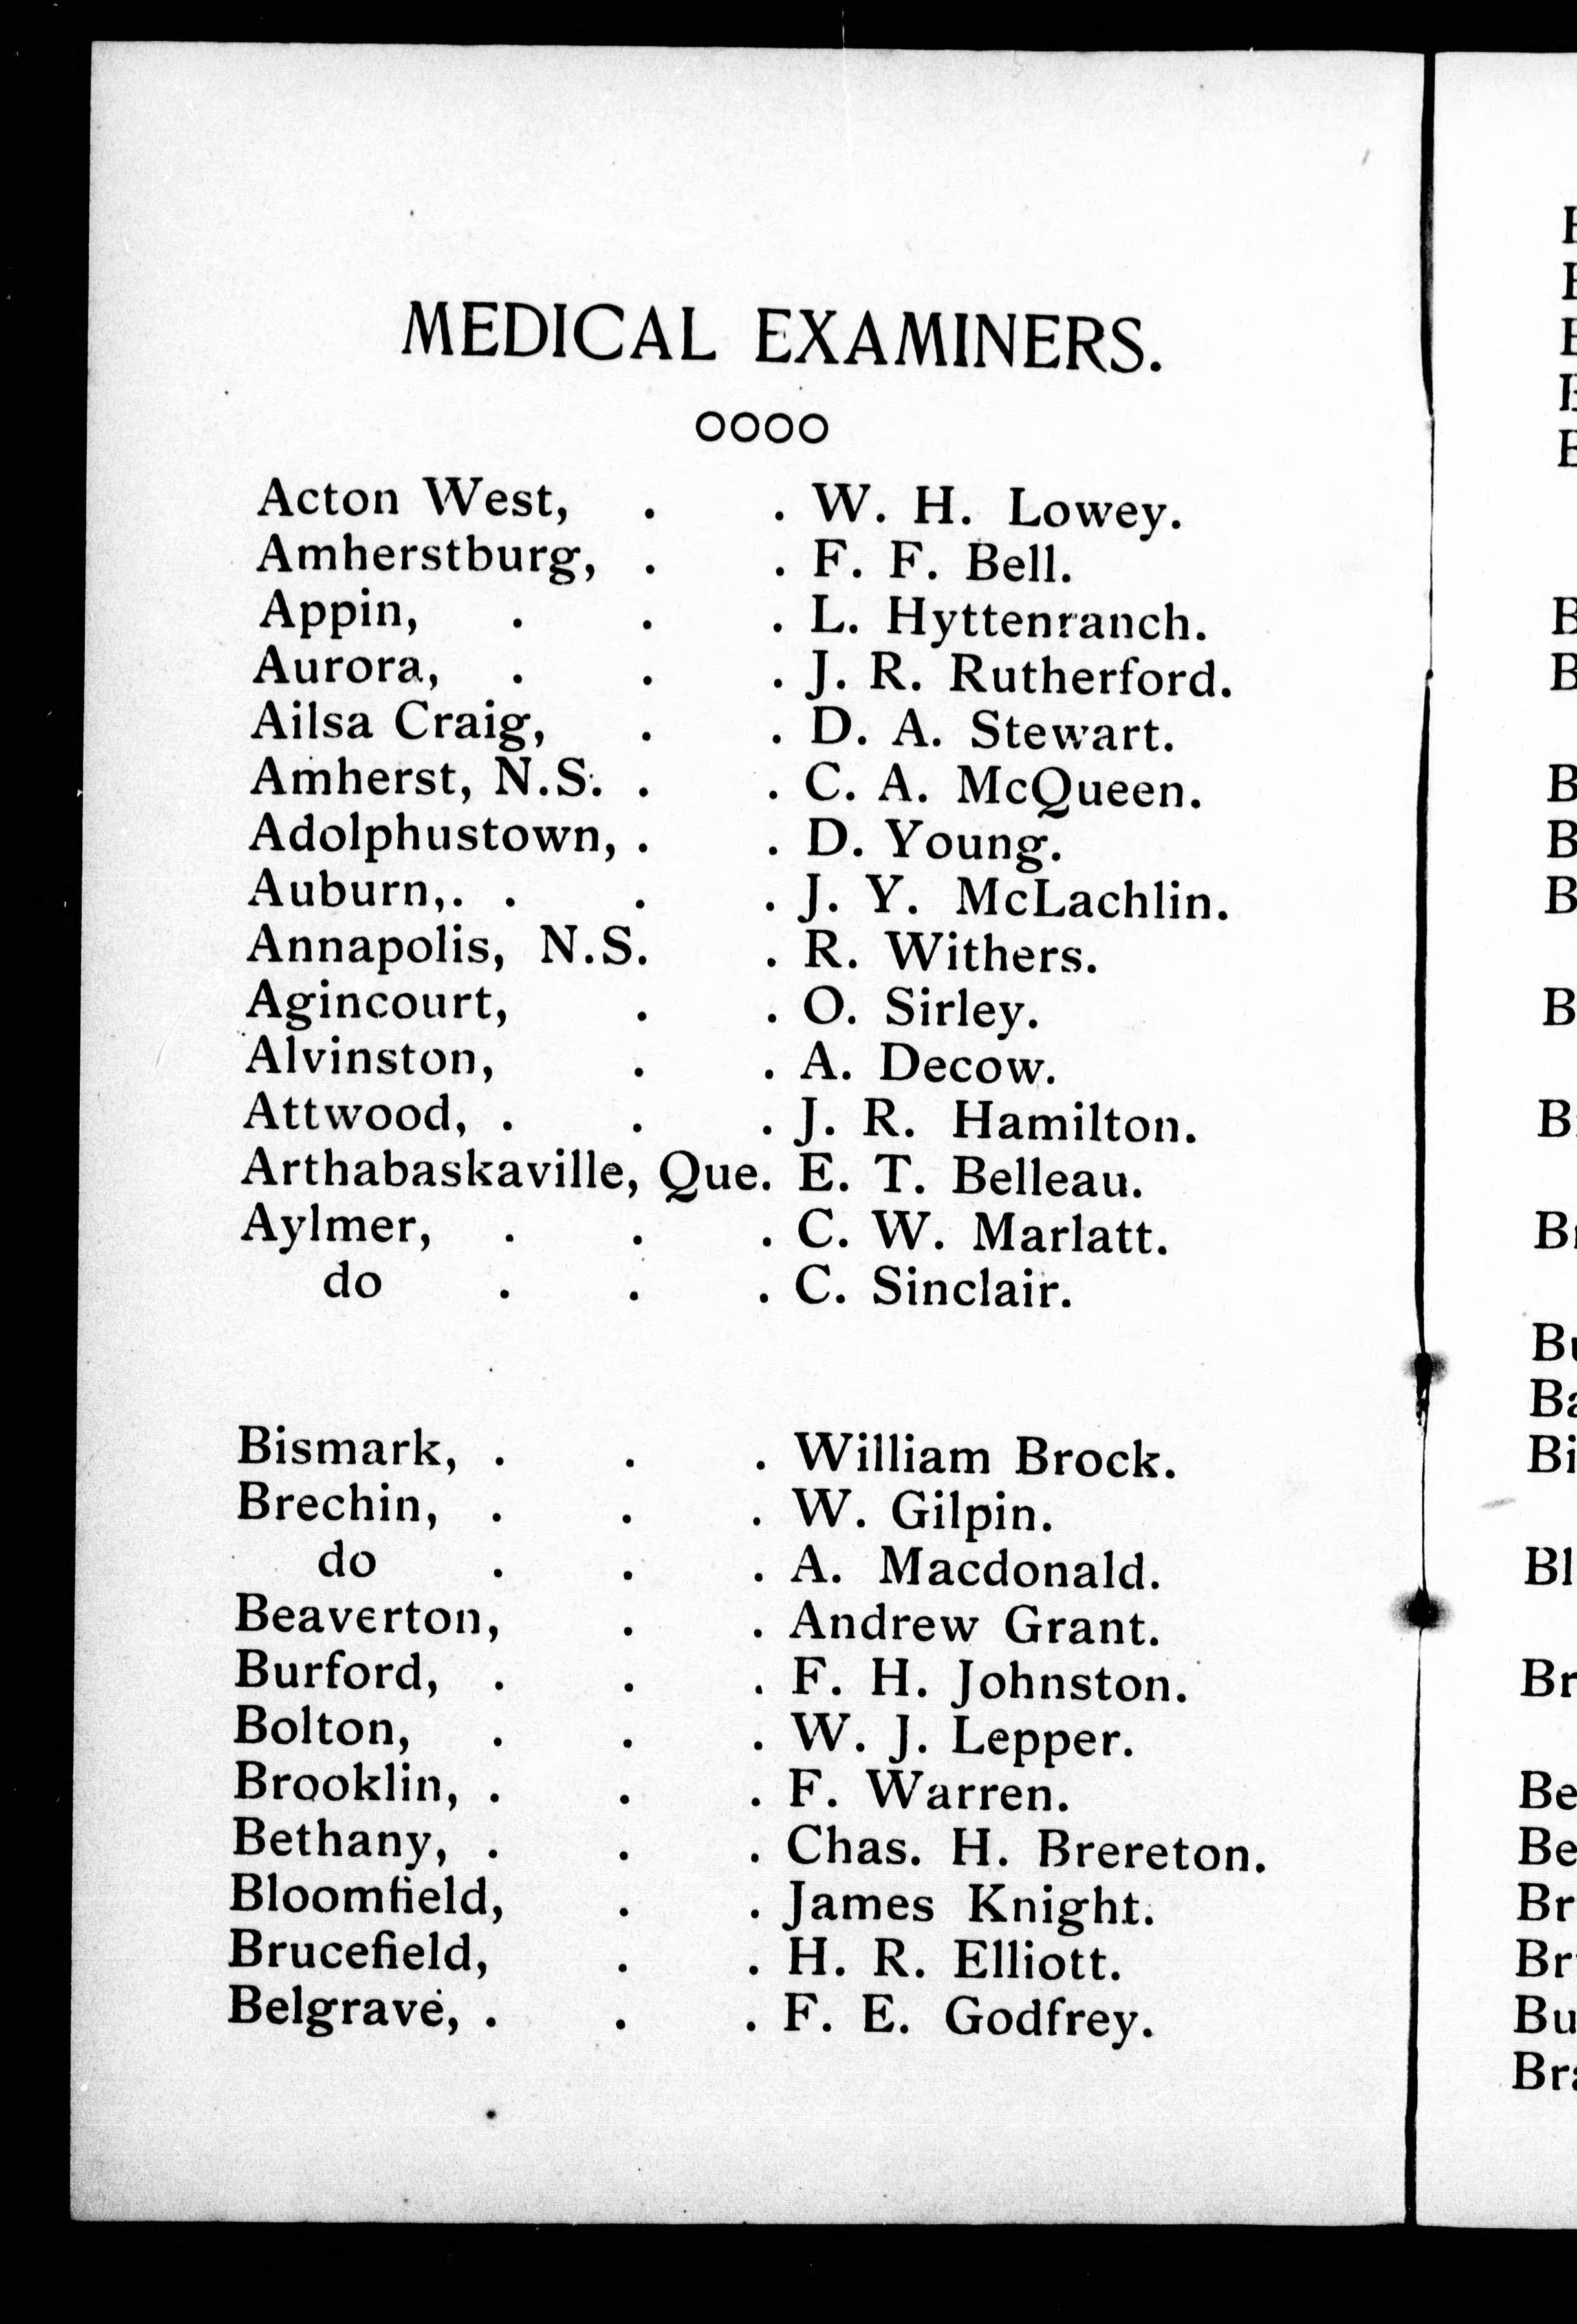 MEDICAL EXAMINERS.
oooo
Acton West, . . W. H. Lowey.
Amherstburg, . . F. F. Bell.
Appin, . . . L. Hyttenranch.
Aurora, . . . J. R. Rutherford.
Ailsa Craig, . . D. A. Stewart.
Amherst, N.S. . . C. A. McQueen.
Adolphustown, . . D. Young.
Auburn,. . . . J. Y. McLachlin.
Annapolis, N.S. . R. Withers.
Agincourt, . . O. Sirley.
Alvinston, . . A. Decow.
Attwood, . . . J. R. Hamilton.
Arthabaskaville, Que. E. T. Belleau.
Aylmer, . . . C. W. Marlatt.
do . . . C. Sinclair.
Bismark, . . . William Brock.
Brechin, . . . W. Gilpin.
do . . . A. Macdonald.
Beaverton, . . Andrew Grant.
Burford, . . . F. H. Johnston.
Bolton, . . . W. J. Lepper.
Brooklin, . . . F. Warren.
Bethany, . . . Chas. H. Brereton.
Bloomfield, . . James Knight.
Brucefield, . . H. R. Elliott.
Belgrave, . . . F. E. Godfrey.